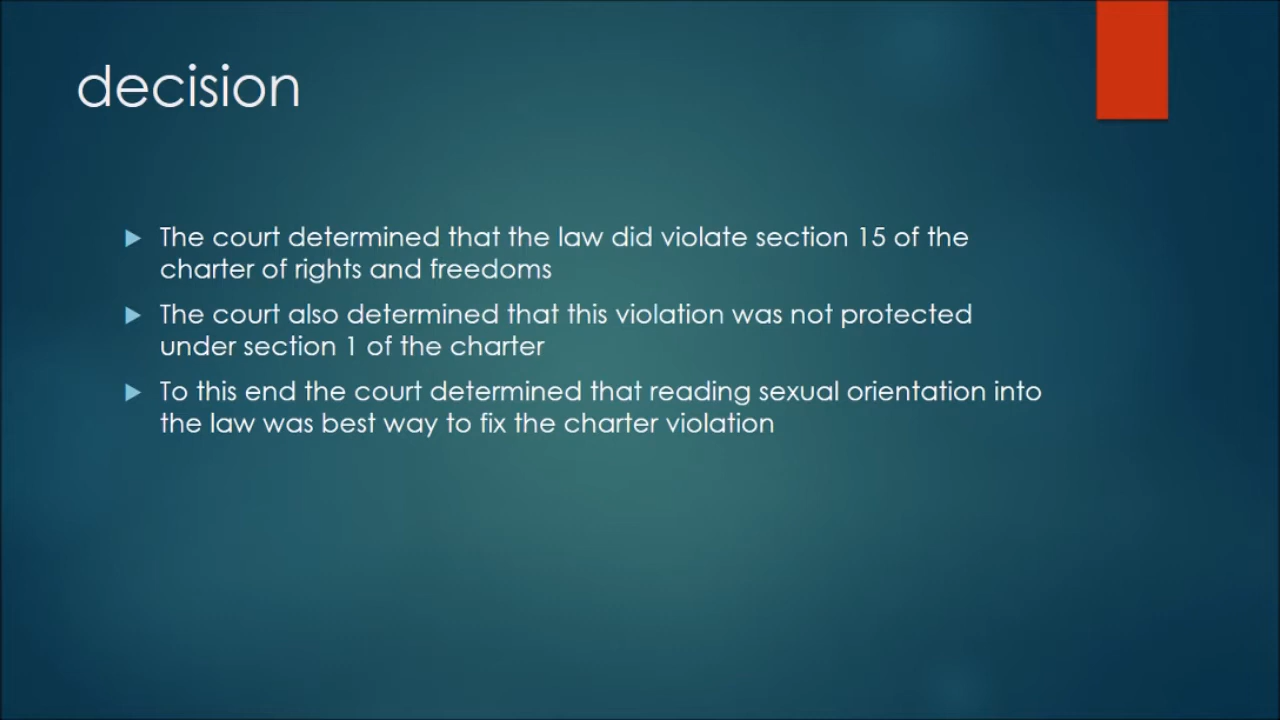 decision
The court determined that the law did violate section 15 of the
charter of rights and freedoms
The court also determined that this violation was not protected
under section 1 of the charter
To this end the court determined that reading sexual orientation into
the law was best way to fix the charter violation